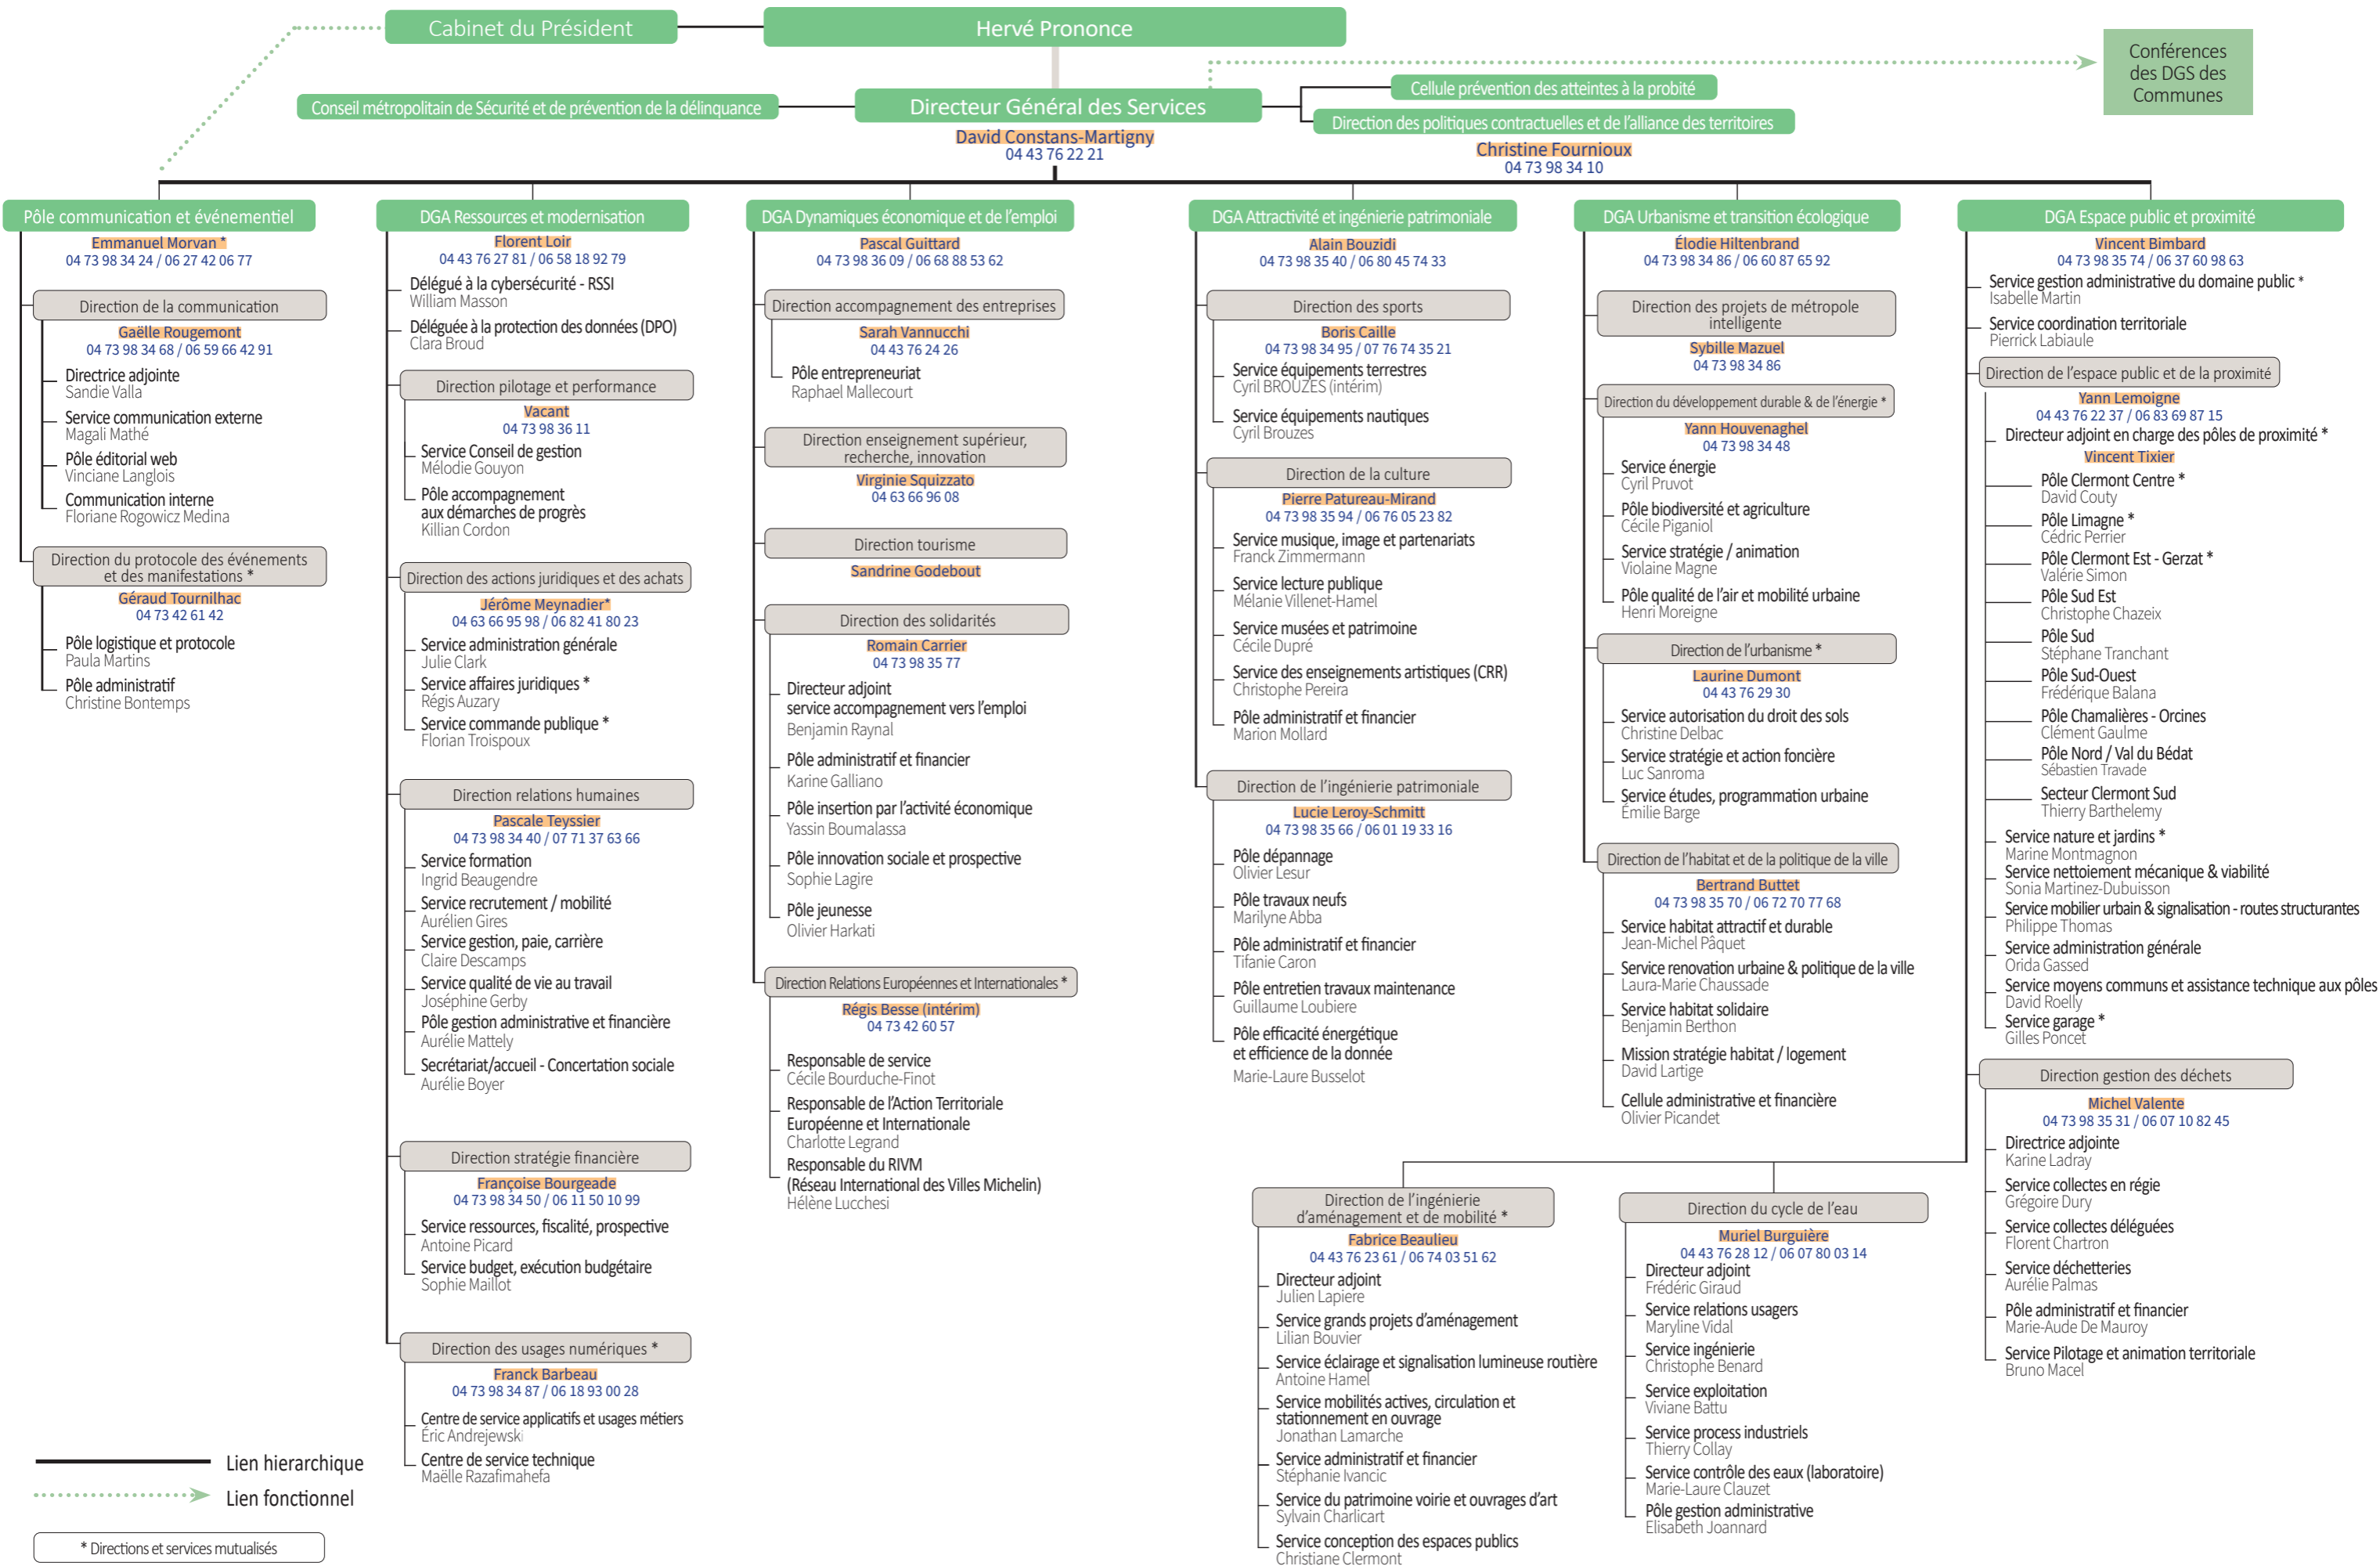 Cabinet du Président
Hervé Prononce
Conférences
des DGS des
Communes
Conseil métropolitain de Sécurité et de prévention de la délinquance
Directeur Général des Services
David Constans-Martigny
04 43 76 22 21
Cellule prévention des atteintes à la probité
Direction des politiques contractuelles et de l'alliance des territoires
Christine Fournioux
04 73 98 34 10
Pôle communication et événementiel
Emmanuel Morvan *
04 73 98 34 24 / 06 27 42 06 77
Direction de la communication
Gaëlle Rougemont
04 73 98 34 68 / 06 59 66 42 91
Directrice adjointe
Sandie Valla
Service communication externe
Magali Mathé
Pôle éditorial web
Vinciane Langlois
Communication interne
Floriane Rogowicz Medina
Direction du protocole des événements
et des manifestations *
Géraud Tournilhac
04 73 42 61 42
Pôle logistique et protocole
Paula Martins
Pôle administratif
Christine Bontemps
DGA Ressources et modernisation
Florent Loir
04 43 76 27 81 / 06 58 18 92 79
Délégué à la cybersécurité - RSSI
William Masson
Déléguée à la protection des données (DPO)
Clara Broud
Direction pilotage et performance
Vacant
04 73 98 36 11
Service Conseil de gestion
Mélodie Gouyon
Pôle accompagnement
aux démarches de progrès
Killian Cordon
Direction des actions juridiques et des achats
Jérôme Meynadier*
04 63 66 95 98 / 06 82 41 80 23
Service administration générale
Julie Clark
Service affaires juridiques *
Régis Auzary
Service commande publique *
Florian Troispoux
Direction relations humaines
Pascale Teyssier
04 73 98 34 40 / 07 71 37 63 66
Service formation
Ingrid Beaugendre
Service recrutement / mobilité
Aurélien Gires
Service gestion, paie, carrière
Claire Descamps
Service qualité de vie au travail
Joséphine Gerby
Pôle gestion administrative et financière
Aurélie Mattely
Secrétariat/accueil - Concertation sociale
Aurélie Boyer
Direction stratégie financière
Françoise Bourgeade
04 73 98 34 50 / 06 11 50 10 99
Service ressources, fiscalité, prospective
Antoine Picard
Service budget, exécution budgétaire
Sophie Maillot
Direction des usages numériques *
Franck Barbeau
04 73 98 34 87 / 06 18 93 00 28
Centre de service applicatifs et usages métiers
Éric Andrejewski
Centre de service technique
Maëlle Razafimahefa
DGA Dynamiques économique et de l'emploi
Pascal Guittard
04 73 98 36 09 / 06 68 88 53 62
Direction accompagnement des entreprises
Sarah Vannucchi
04 43 76 24 26
Pôle entrepreneuriat
Raphael Mallecourt
Direction enseignement supérieur,
recherche, innovation
Virginie Squizzato
04 63 66 96 08
Direction tourisme
Sandrine Godebout
Direction des solidarités
Romain Carrier
04 73 98 35 77
Directeur adjoint
service accompagnement vers l'emploi
Benjamin Raynal
Pôle administratif et financier
Karine Galliano
Pôle insertion par l'activité économique
Yassin Boumalassa
Pôle innovation sociale et prospective
Sophie Lagire
Pôle jeunesse
Olivier Harkati
Direction Relations Européennes et Internationales *
Régis Besse (intérim)
04 73 42 60 57
Responsable de service
Cécile Bourduche-Finot
Responsable de l'Action Territoriale
Européenne et Internationale
Charlotte Legrand
Responsable du RIVM
(Réseau International des Villes Michelin)
Hélène Lucchesi
DGA Attractivité et ingénierie patrimoniale
Alain Bouzidi
04 73 98 35 40 / 06 80 45 74 33
Direction des sports
Boris Caille
04 73 98 34 95 / 07 76 74 35 21
Service équipements terrestres
Cyril BROUZES (intérim)
Service équipements nautiques
Cyril Brouzes
Direction de la culture
Pierre Patureau-Mirand
04 73 98 35 94 / 06 76 05 23 82
Service musique, image et partenariats
Franck Zimmermann
Service lecture publique
Mélanie Villenet-Hamel
Service musées et patrimoine
Cécile Dupré
Service des enseignements artistiques (CRR)
Christophe Pereira
Pôle administratif et financier
Marion Mollard
Direction de l'ingénierie patrimoniale
Lucie Leroy-Schmitt
04 73 98 35 66 / 06 01 19 33 16
Pôle dépannage
Olivier Lesur
Pôle travaux neufs
Marilyne Abba
Pôle administratif et financier
Tifanie Caron
Pôle entretien travaux maintenance
Guillaume Loubiere
Pôle efficacité énergétique
et efficience de la donnée
Marie-Laure Busselot
DGA Urbanisme et transition écologique
Élodie Hiltenbrand
04 73 98 34 86 / 06 60 87 65 92
Direction des projets de métropole
intelligente
Sybille Mazuel
04 73 98 34 86
Direction du développement durable & de l'énergie *
Yann Houvenaghel
04 73 98 34 48
Service énergie
Cyril Pruvot
Pôle biodiversité et agriculture
Cécile Piganiol
Service stratégie / animation
Violaine Magne
Pôle qualité de l'air et mobilité urbaine
Henri Moreigne
Direction de l'urbanisme *
Laurine Dumont
04 43 76 29 30
Service autorisation du droit des sols
Christine Delbac
Service stratégie et action foncière
Luc Sanroma
Service études, programmation urbaine
Émilie Barge
Direction de l'habitat et de la politique de la ville
Bertrand Buttet
04 73 98 35 70 / 06 72 70 77 68
Service habitat attractif et durable
Jean-Michel Pâquet
Service renovation urbaine & politique de la ville
Laura-Marie Chaussade
Service habitat solidaire
Benjamin Berthon
Mission stratégie habitat / logement
David Lartige
Cellule administrative et financière
Olivier Picandet
DGA Espace public et proximité
Vincent Bimbard
04 73 98 35 74 / 06 37 60 98 63
Service gestion administrative du domaine public *
Isabelle Martin
Service coordination territoriale
Pierrick Labiaule
Direction de l'espace public et de la proximité
Yann Lemoigne
04 43 76 22 37 / 06 83 69 87 15
Directeur adjoint en charge des pôles de proximité *
Vincent Tixier
Pôle Clermont Centre *
David Couty
Pôle Limagne *
Cédric Perrier
Pôle Clermont Est - Gerzat *
Valérie Simon
Pôle Sud Est
Christophe Chazeix
Pôle Sud
Stéphane Tranchant
Pôle Sud-Ouest
Frédérique Balana
Pôle Chamalières - Orcines
Clément Gaulme
Pôle Nord / Val du Bédat
Sébastien Travade
Secteur Clermont Sud
Thierry Barthelemy
Service nature et jardins *
Marine Montmagnon
Service nettoiement mécanique & viabilité
Sonia Martinez-Dubuisson
Service mobilier urbain & signalisation - routes structurantes
Philippe Thomas
Service administration générale
Orida Gassed
Service moyens communs et assistance technique aux pôles
David Roelly
Service garage *
Gilles Poncet
Direction gestion des déchets
Michel Valente
04 73 98 35 31 / 06 07 10 82 45
Directrice adjointe
Karine Ladray
Service collectes en régie
Grégoire Dury
Service collectes déléguées
Florent Chartron
Service déchetteries
Aurélie Palmas
Pôle administratif et financier
Marie-Aude De Mauroy
Service Pilotage et animation territoriale
Bruno Macel
Direction de l'ingénierie
d'aménagement et de mobilité *
Fabrice Beaulieu
04 43 76 23 61 / 06 74 03 51 62
Directeur adjoint
Julien Lapiere
Service grands projets d'aménagement
Lilian Bouvier
Service éclairage et signalisation lumineuse routière
Antoine Hamel
Service mobilités actives, circulation et
stationnement en ouvrage
Jonathan Lamarche
Service administratif et financier
Stéphanie Ivancic
Service du patrimoine voirie et ouvrages d'art
Sylvain Charlicart
Service conception des espaces publics
Christiane Clermont
Direction du cycle de l'eau
Muriel Burguière
04 43 76 28 12 / 06 07 80 03 14
Directeur adjoint
Frédéric Giraud
Service relations usagers
Maryline Vidal
Service ingénierie
Christophe Benard
Service exploitation
Viviane Battu
Service process industriels
Thierry Collay
Service contrôle des eaux (laboratoire)
Marie-Laure Clauzet
Pôle gestion administrative
Elisabeth Joannard
Lien hierarchique
Lien fonctionnel
* Directions et services mutualisés